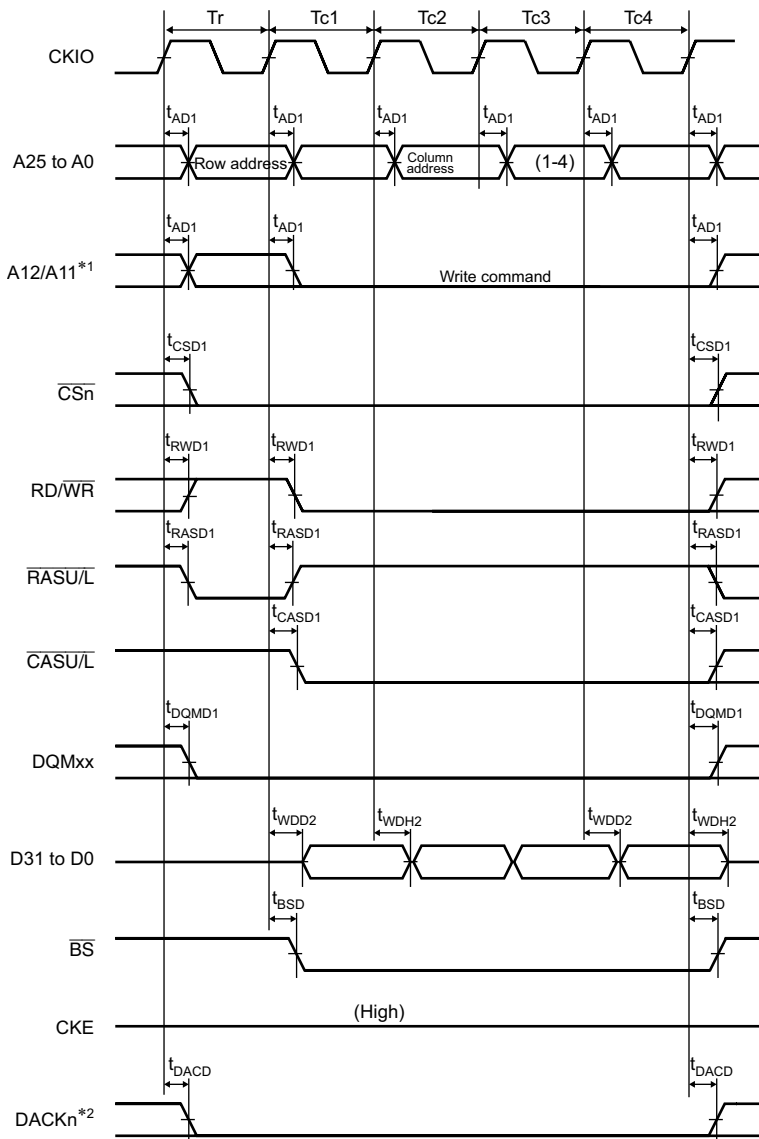 Tr Tc1 Tc2 Tc3 Tc4
CKIO
tAD1 tAD1 tAD1 tAD1 tAD1 tAD1
A25 to A0 Row address Column address (1-4)
tAD1 tAD1 tAD1
A12/A11*1 Write command
tCSD1 tCSD1
CSn
tRWD1 tRWD1 tRWD1
RD/WR
tRASD1 tRASD1 tRASD1
RASU/L
tCASD1 tCASD1
CASU/L
tDQMD1 tDQMD1
DQMxx
tWDD2 tWDH2 tWDD2 tWDH2
D31 to D0
tBSD tBSD
BS
(High)
CKE
tDACD tDACD
DACKn*2